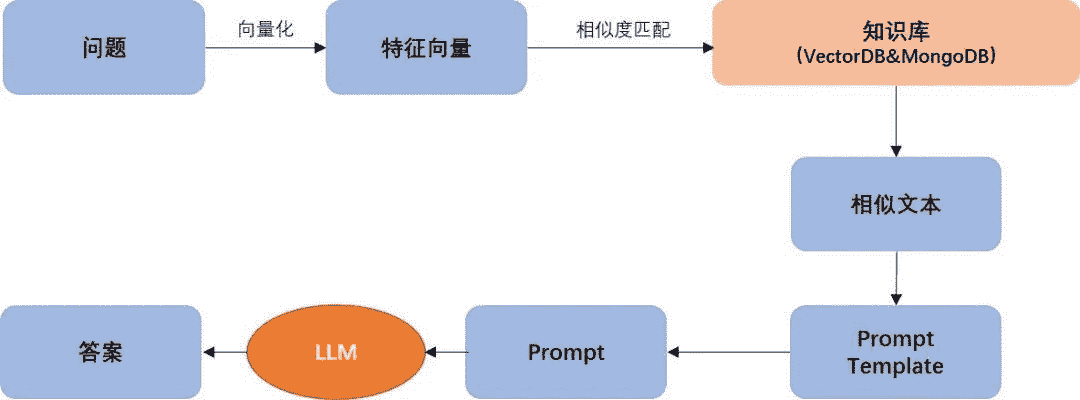 问题
向量化
特征向量
相似度匹配
知识库
(VectorDB&MongoDB)
相似文本
Prompt
Template
Prompt
LLM
答案